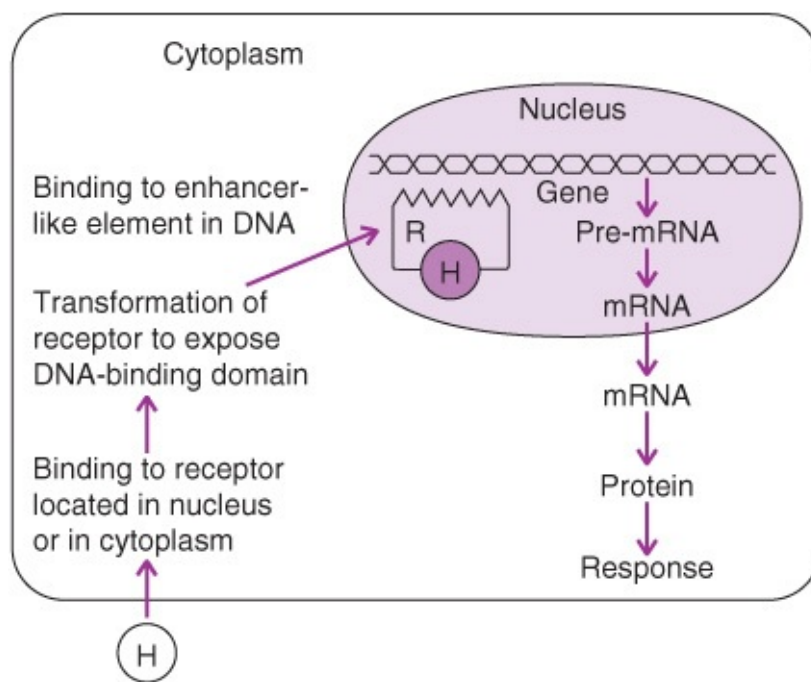 Cytoplasm
Nucleus
Gene
Binding to enhancer-
like element in DNA
R
H
Pre-mRNA
mRNA
Transformation of
receptor to expose
DNA-binding domain
mRNA
Binding to receptor
located in nucleus
or in cytoplasm
Protein
Response
H